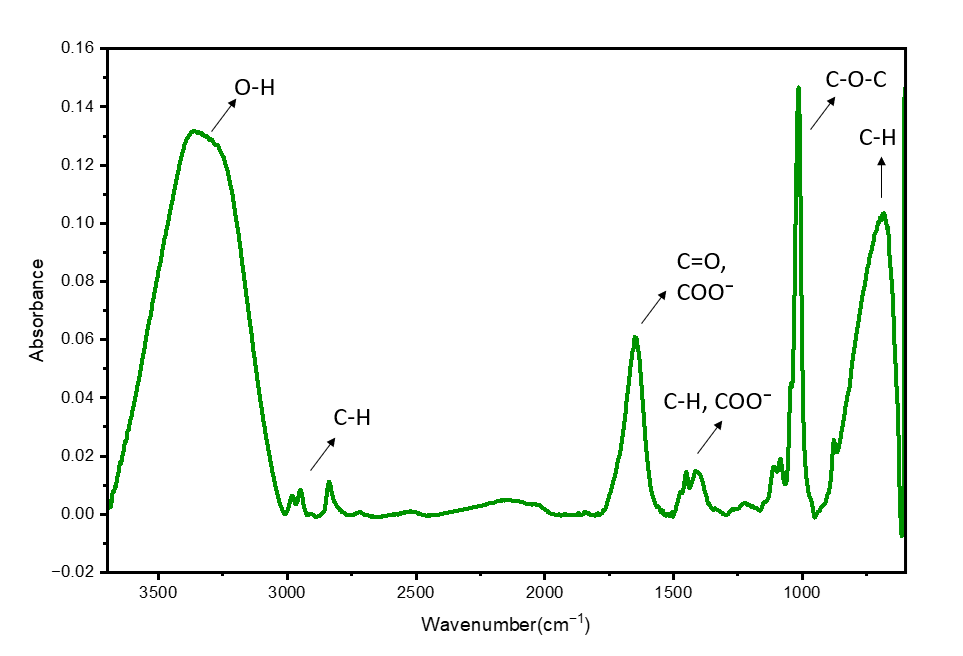 0.16
0.14
0.12
0.10
0.08
0.06
0.04
0.02
0.00
−0.02
Absorbance
O-H
C-H
C=O,
COO⁻
C-H, COO⁻
C-O-C
C-H
3500
3000
2500
2000
1500
1000
Wavenumber(cm⁻¹)